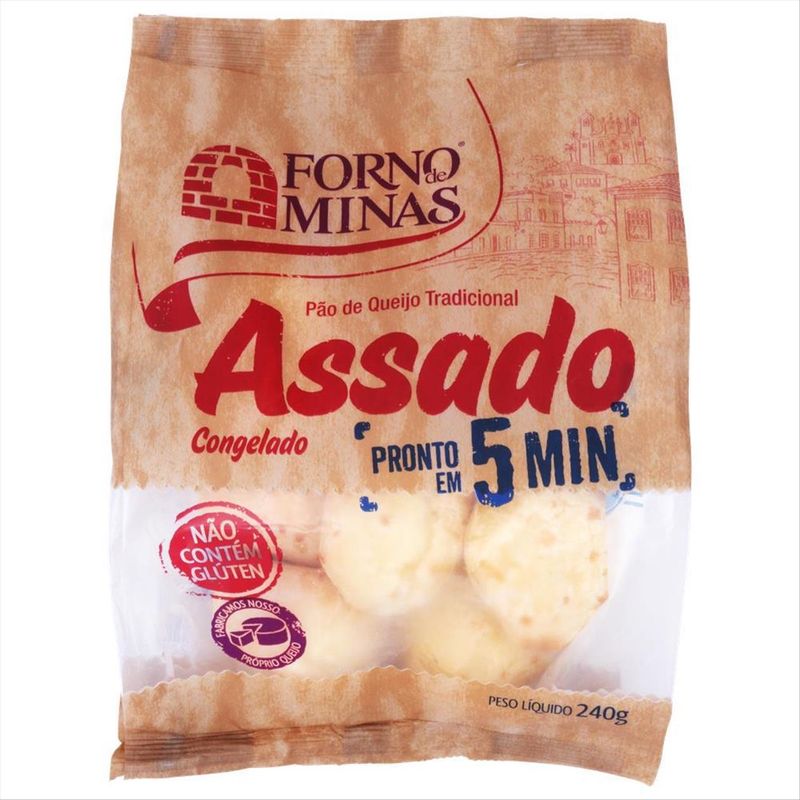 FORNO de
MINAS®
Pão de Queijo Tradicional
Assado
Congelado
PRONTO
EM
5 MIN
NÃO
CONTÉM
GLÚTEN
FABRICAMOS NOSSO
PRÓPRIO QUEIJO
PESO LÍQUIDO 240g